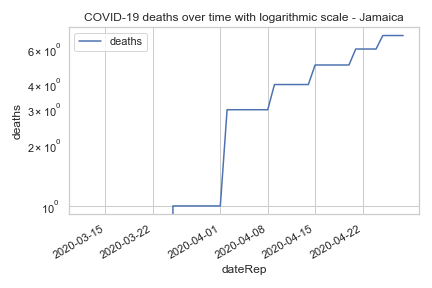 COVID-19 deaths over time with logarithmic scale - Jamaica
deaths
6 × 10⁰
4 × 10⁰
3 × 10⁰
2 × 10⁰
10⁰
deaths
2020-03-15
2020-03-22
2020-04-01
2020-04-08
2020-04-15
2020-04-22
dateRep